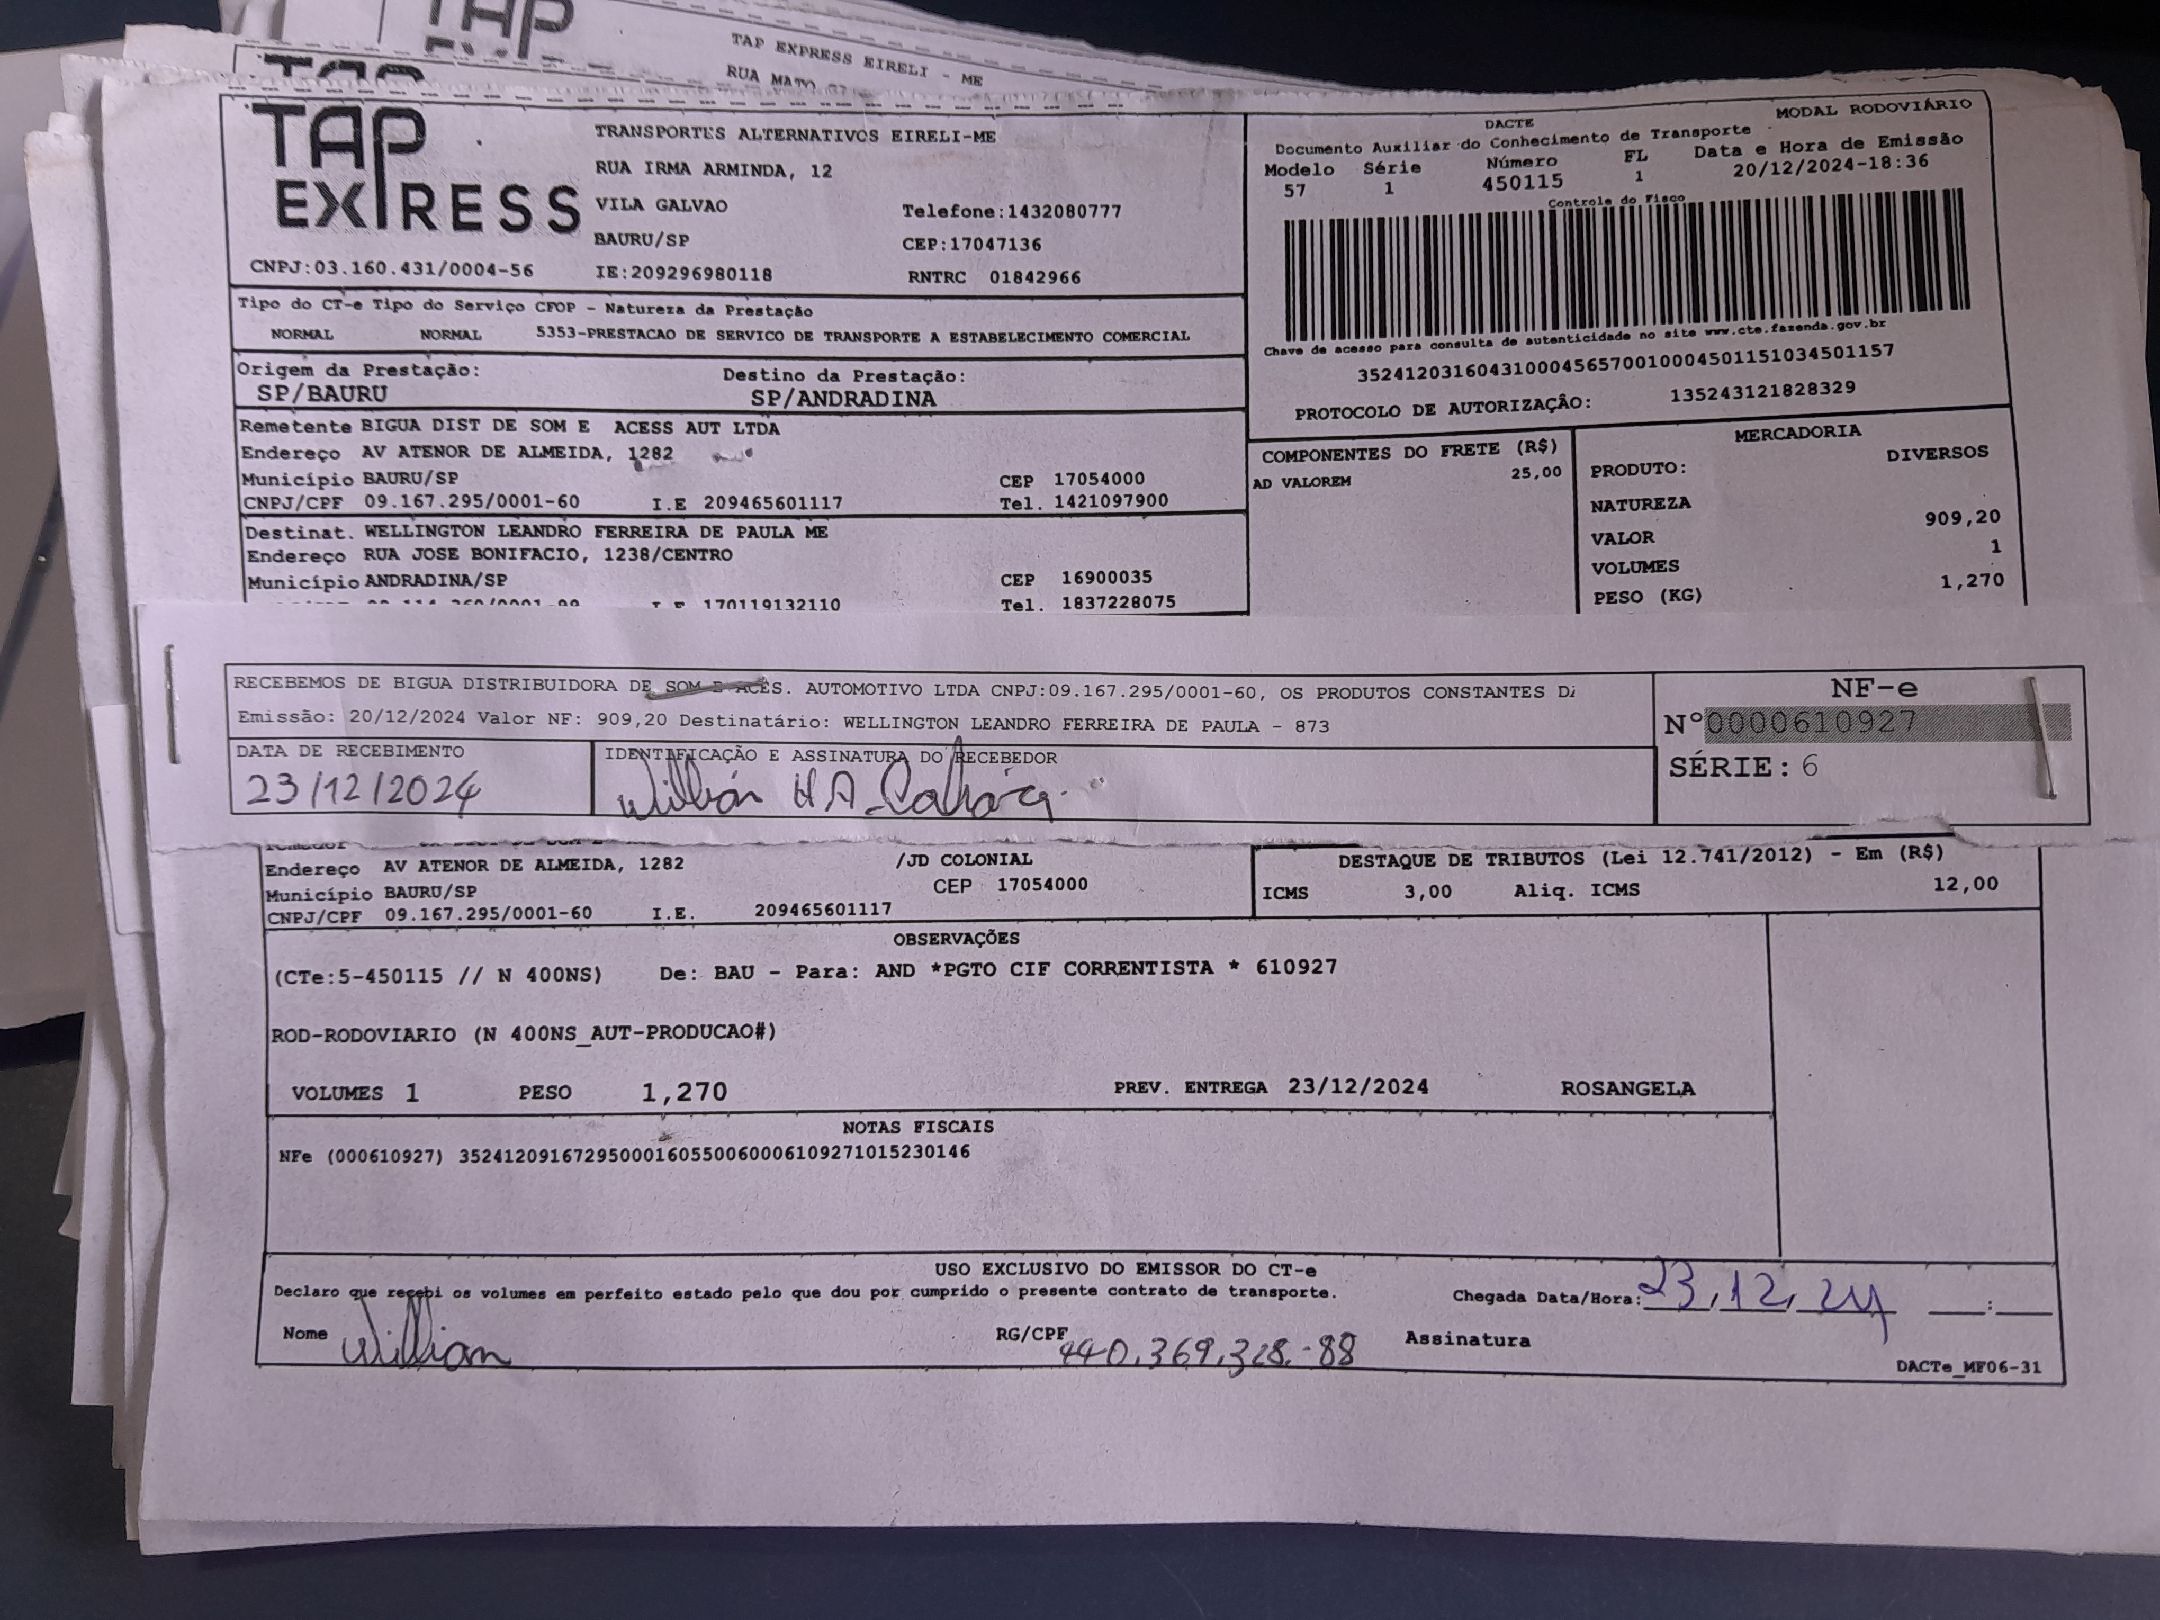 TAP
TAP EXPRESS EIRELI - ME
TAP
EXPRESS
TRANSPORTES ALTERNATIVOS EIRELI-ME
RUA IRMA ARMINDA, 12
VILA GALVAO Telefone:1432080777
BAURU/SP CEP:17047136
CNPJ:03.160.431/0004-56 IE:209296980118 RNTRC 01842966
DACTE MODAL RODOVIÁRIO
Documento Auxiliar do Conhecimento de Transporte
Modelo Série Número FL Data e Hora de Emissão
57 1 450115 1 20/12/2024-18:36
Controle do Fisco
Chave de acesso para consulta de autenticidade no site www.cte.fazenda.gov.br
35241203160431000456570010004501151034501157
PROTOCOLO DE AUTORIZAÇÂO: 135243121828329
Tipo do CT-e Tipo do Serviço CFOP - Natureza da Prestação
NORMAL NORMAL 5353-PRESTACAO DE SERVICO DE TRANSPORTE A ESTABELECIMENTO COMERCIAL
Origem da Prestação: Destino da Prestação:
SP/BAURU SP/ANDRADINA
Remetente BIGUA DIST DE SOM E ACESS AUT LTDA
Endereço AV ATENOR DE ALMEIDA, 1282
Município BAURU/SP CEP 17054000
CNPJ/CPF 09.167.295/0001-60 I.E 209465601117 Tel. 1421097900
Destinat. WELLINGTON LEANDRO FERREIRA DE PAULA ME
Endereço RUA JOSE BONIFACIO, 1238/CENTRO
Município ANDRADINA/SP CEP 16900035
170119132110 Tel. 1837228075
COMPONENTES DO FRETE (R$)
AD VALOREM 25,00
MERCADORIA
PRODUTO: DIVERSOS
NATUREZA
VALOR 909,20
VOLUMES 1
PESO (KG) 1,270
RECEBEMOS DE BIGUA DISTRIBUIDORA DE SOM E ACES. AUTOMOTIVO LTDA CNPJ:09.167.295/0001-60, OS PRODUTOS CONSTANTES
Emissão: 20/12/2024 Valor NF: 909,20 Destinatário: WELLINGTON LEANDRO FERREIRA DE PAULA - 873
DATA DE RECEBIMENTO IDENTIFICAÇÃO E ASSINATURA DO RECEBEDOR
23/12/2024 Willian H A
NF-e
Nº0000610927
SÉRIE: 6
Endereço AV ATENOR DE ALMEIDA, 1282 /JD COLONIAL
Município BAURU/SP CEP 17054000
CNPJ/CPF 09.167.295/0001-60 I.E. 209465601117
DESTAQUE DE TRIBUTOS (Lei 12.741/2012) - Em (R$)
ICMS 3,00 Aliq. ICMS 12,00
OBSERVAÇÕES
(CTe:5-450115 // N 400NS) De: BAU - Para: AND *PGTO CIF CORRENTISTA * 610927
ROD-RODOVIARIO (N 400NS_AUT-PRODUCAO#)
VOLUMES 1 PESO 1,270 PREV. ENTREGA 23/12/2024 ROSANGELA
NOTAS FISCAIS
NFe (000610927) 35241209167295000160550060006109271015230146
USO EXCLUSIVO DO EMISSOR DO CT-e
Declaro que recebi os volumes em perfeito estado pelo que dou por cumprido o presente contrato de transporte. Chegada Data/Hora: 23,12,24 __:__
Nome Willian RG/CPF 440.369.328.-88 Assinatura
DACTe_MF06-31